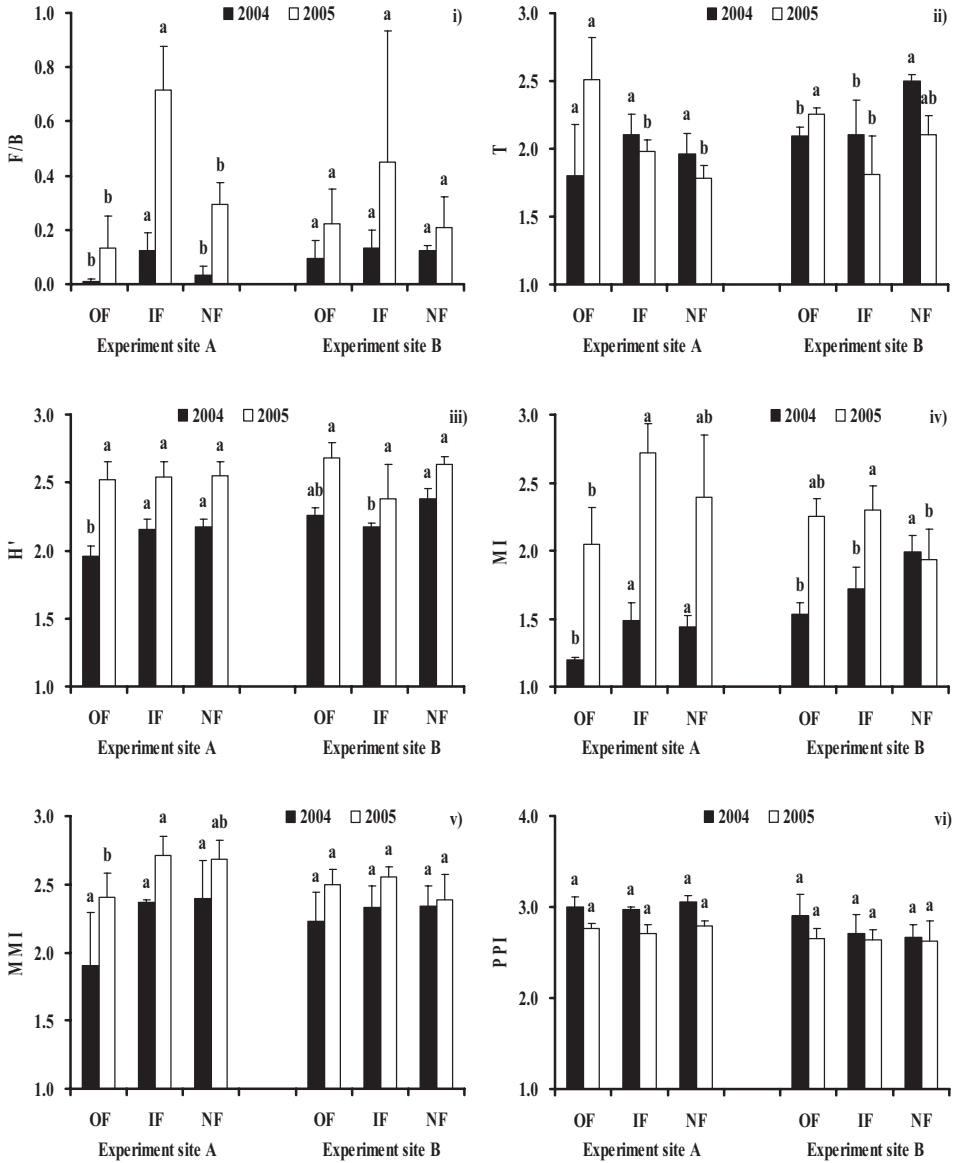 2004 2005 i)
1.0
0.8
0.6
0.4
0.2
0.0
F/B
b b a a b b a a a a a a
OF IF NF OF IF NF
Experiment site A Experiment site B
2004 2005 ii)
3.0
2.5
2.0
1.5
1.0
T
a a a b a b b a b b a ab
OF IF NF OF IF NF
Experiment site A Experiment site B
2004 2005 iii)
3.0
2.5
2.0
1.5
1.0
H'
b a a a a a ab a b a a a
OF IF NF OF IF NF
Experiment site A Experiment site B
2004 2005 iv)
3.0
2.5
2.0
1.5
1.0
MI
b b a a a ab b ab b a a b
OF IF NF OF IF NF
Experiment site A Experiment site B
2004 2005 v)
3.0
2.5
2.0
1.5
1.0
MMI
a b a a a ab a a a a a a
OF IF NF OF IF NF
Experiment site A Experiment site B
2004 2005 vi)
4.0
3.0
2.0
1.0
PPI
a a a a a a a a a a a a
OF IF NF OF IF NF
Experiment site A Experiment site B